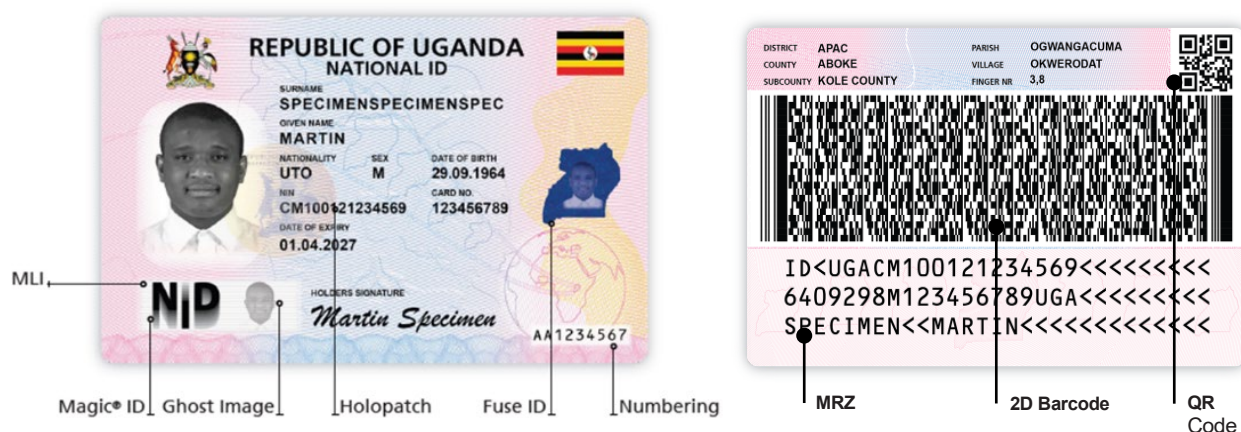 REPUBLIC OF UGANDA
NATIONAL ID
SURNAME
SPECIMENSPECIMENSPEC
GIVEN NAME
MARTIN
NATIONALITY SEX DATE OF BIRTH
UTO M 29.09.1964
NIN CARD NO.
CM100121234569 123456789
DATE OF EXPIRY
01.04.2027
MLI
NID
HOLDERS SIGNATURE
Martin Specimen
AA1234567
Magic® ID Ghost Image Holopatch Fuse ID Numbering
DISTRICT APAC PARISH OGWANGACUMA
COUNTY ABOKE VILLAGE OKWERODAT
SUBCOUNTY KOLE COUNTY FINGER NR 3,8
ID<UGACM100121234569<<<<<<<<<
6409298M123456789UGA<<<<<<<<<
SPECIMEN<<MARTIN<<<<<<<<<<<<<
MRZ 2D Barcode QR
Code